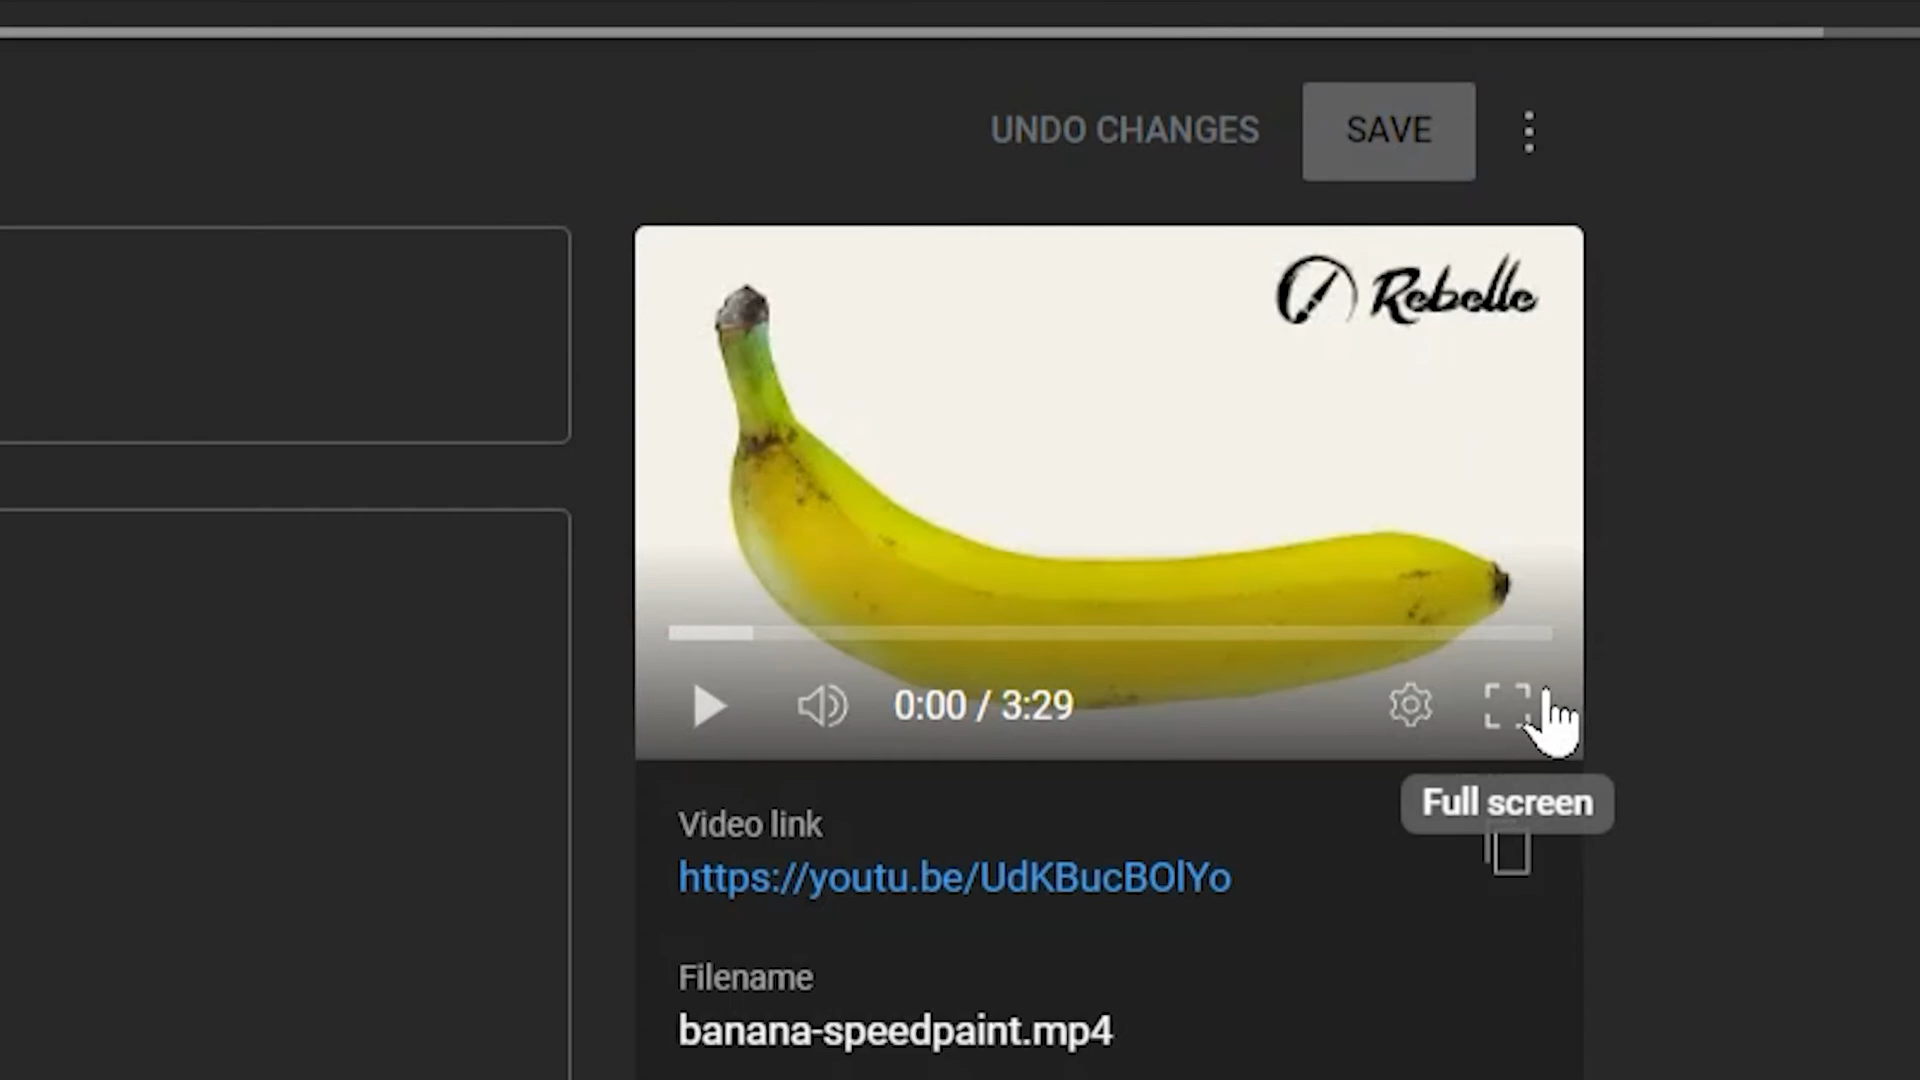 UNDO CHANGES
SAVE
Rebelle
0:00 / 3:29
Full screen
Video link
https://youtu.be/UdKBucBOlYo
Filename
banana-speedpaint.mp4